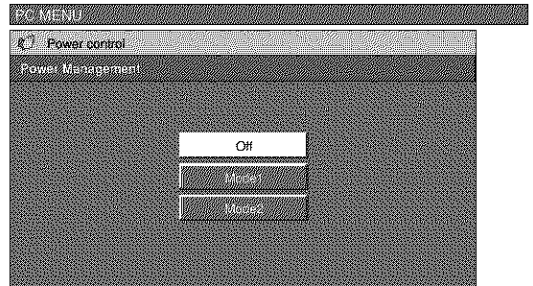 PC MENU
Power control
Power Management
Off
Mode1
Mode2